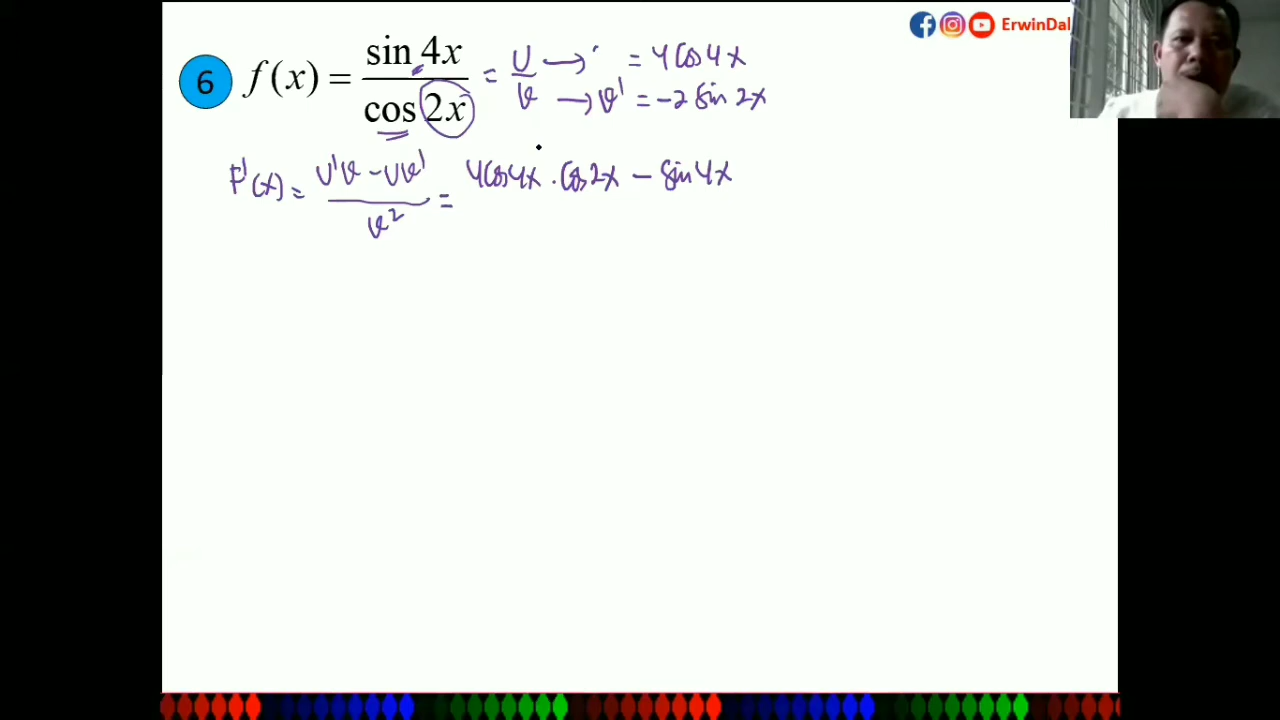 ErwinDal
6 f(x) = sin 4x / cos 2x = U/v → ' = 4 Cos 4x
→ v' = -2 Sin 2x
F'(x) = U'v - Uv' / v² = 4 Cos 4x . Cos 2x - Sin 4x